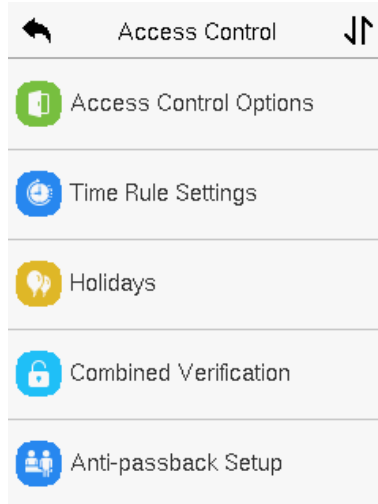 Access Control
Access Control Options
Time Rule Settings
Holidays
Combined Verification
Anti-passback Setup